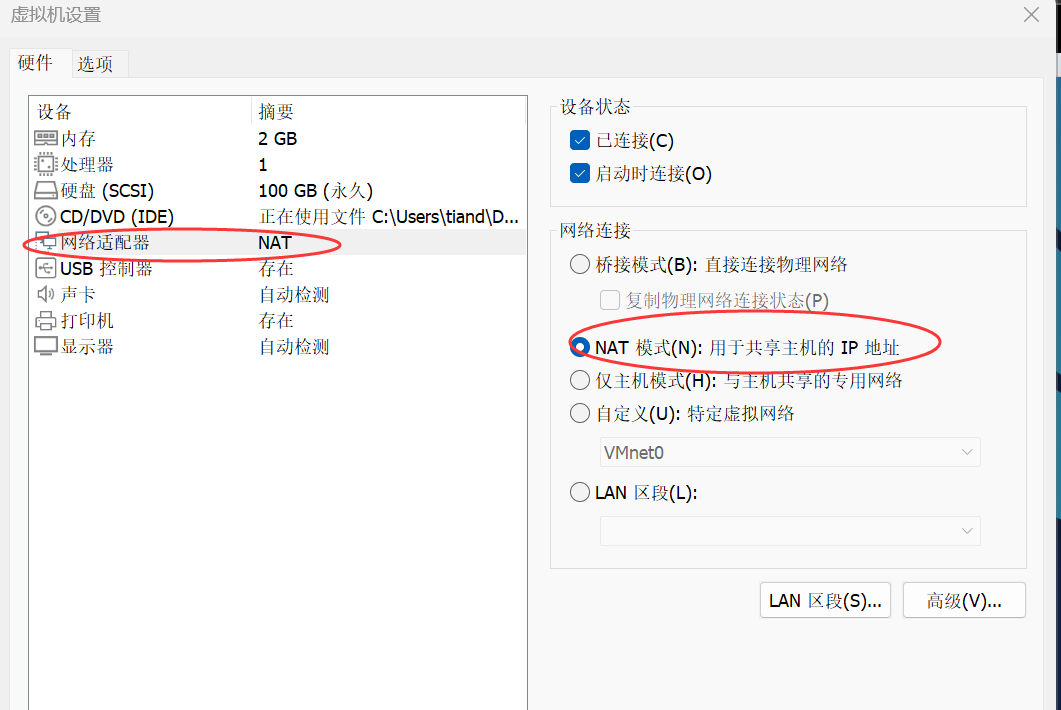 虚拟机设置
硬件 选项
设备 摘要
内存 2 GB
处理器 1
硬盘 (SCSI) 100 GB (永久)
CD/DVD (IDE) 正在使用文件 C:\Users\tiand\D...
网络适配器 NAT
USB 控制器 存在
声卡 自动检测
打印机 存在
显示器 自动检测
设备状态
已连接(C)
启动时连接(O)
网络连接
桥接模式(B): 直接连接物理网络
复制物理网络连接状态(P)
NAT 模式(N): 用于共享主机的 IP 地址
仅主机模式(H): 与主机共享的专用网络
自定义(U): 特定虚拟网络
VMnet0
LAN 区段(L):
LAN 区段(S)... 高级(V)...